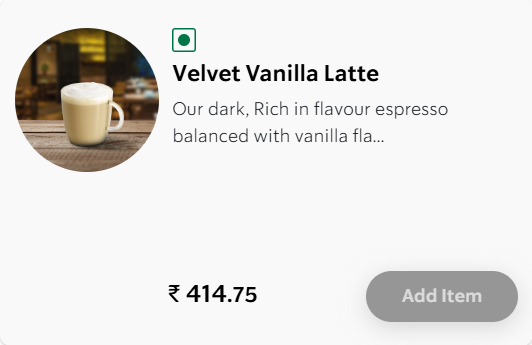 Velvet Vanilla Latte
Our dark, Rich in flavour espresso
balanced with vanilla fla...
₹ 414.75
Add Item